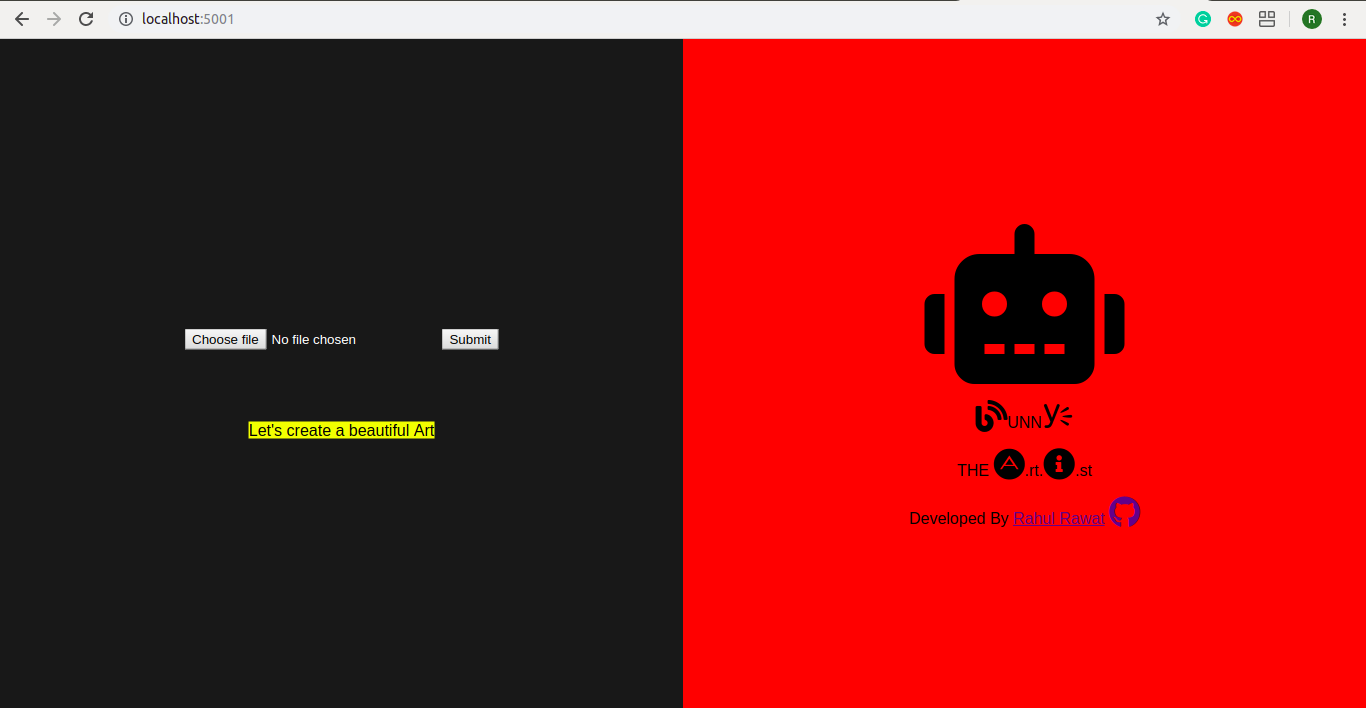 localhost:5001
R
Choose file No file chosen Submit
Let's create a beautiful Art
bUNNY
THE A.rt.i.st
Developed By Rahul Rawat